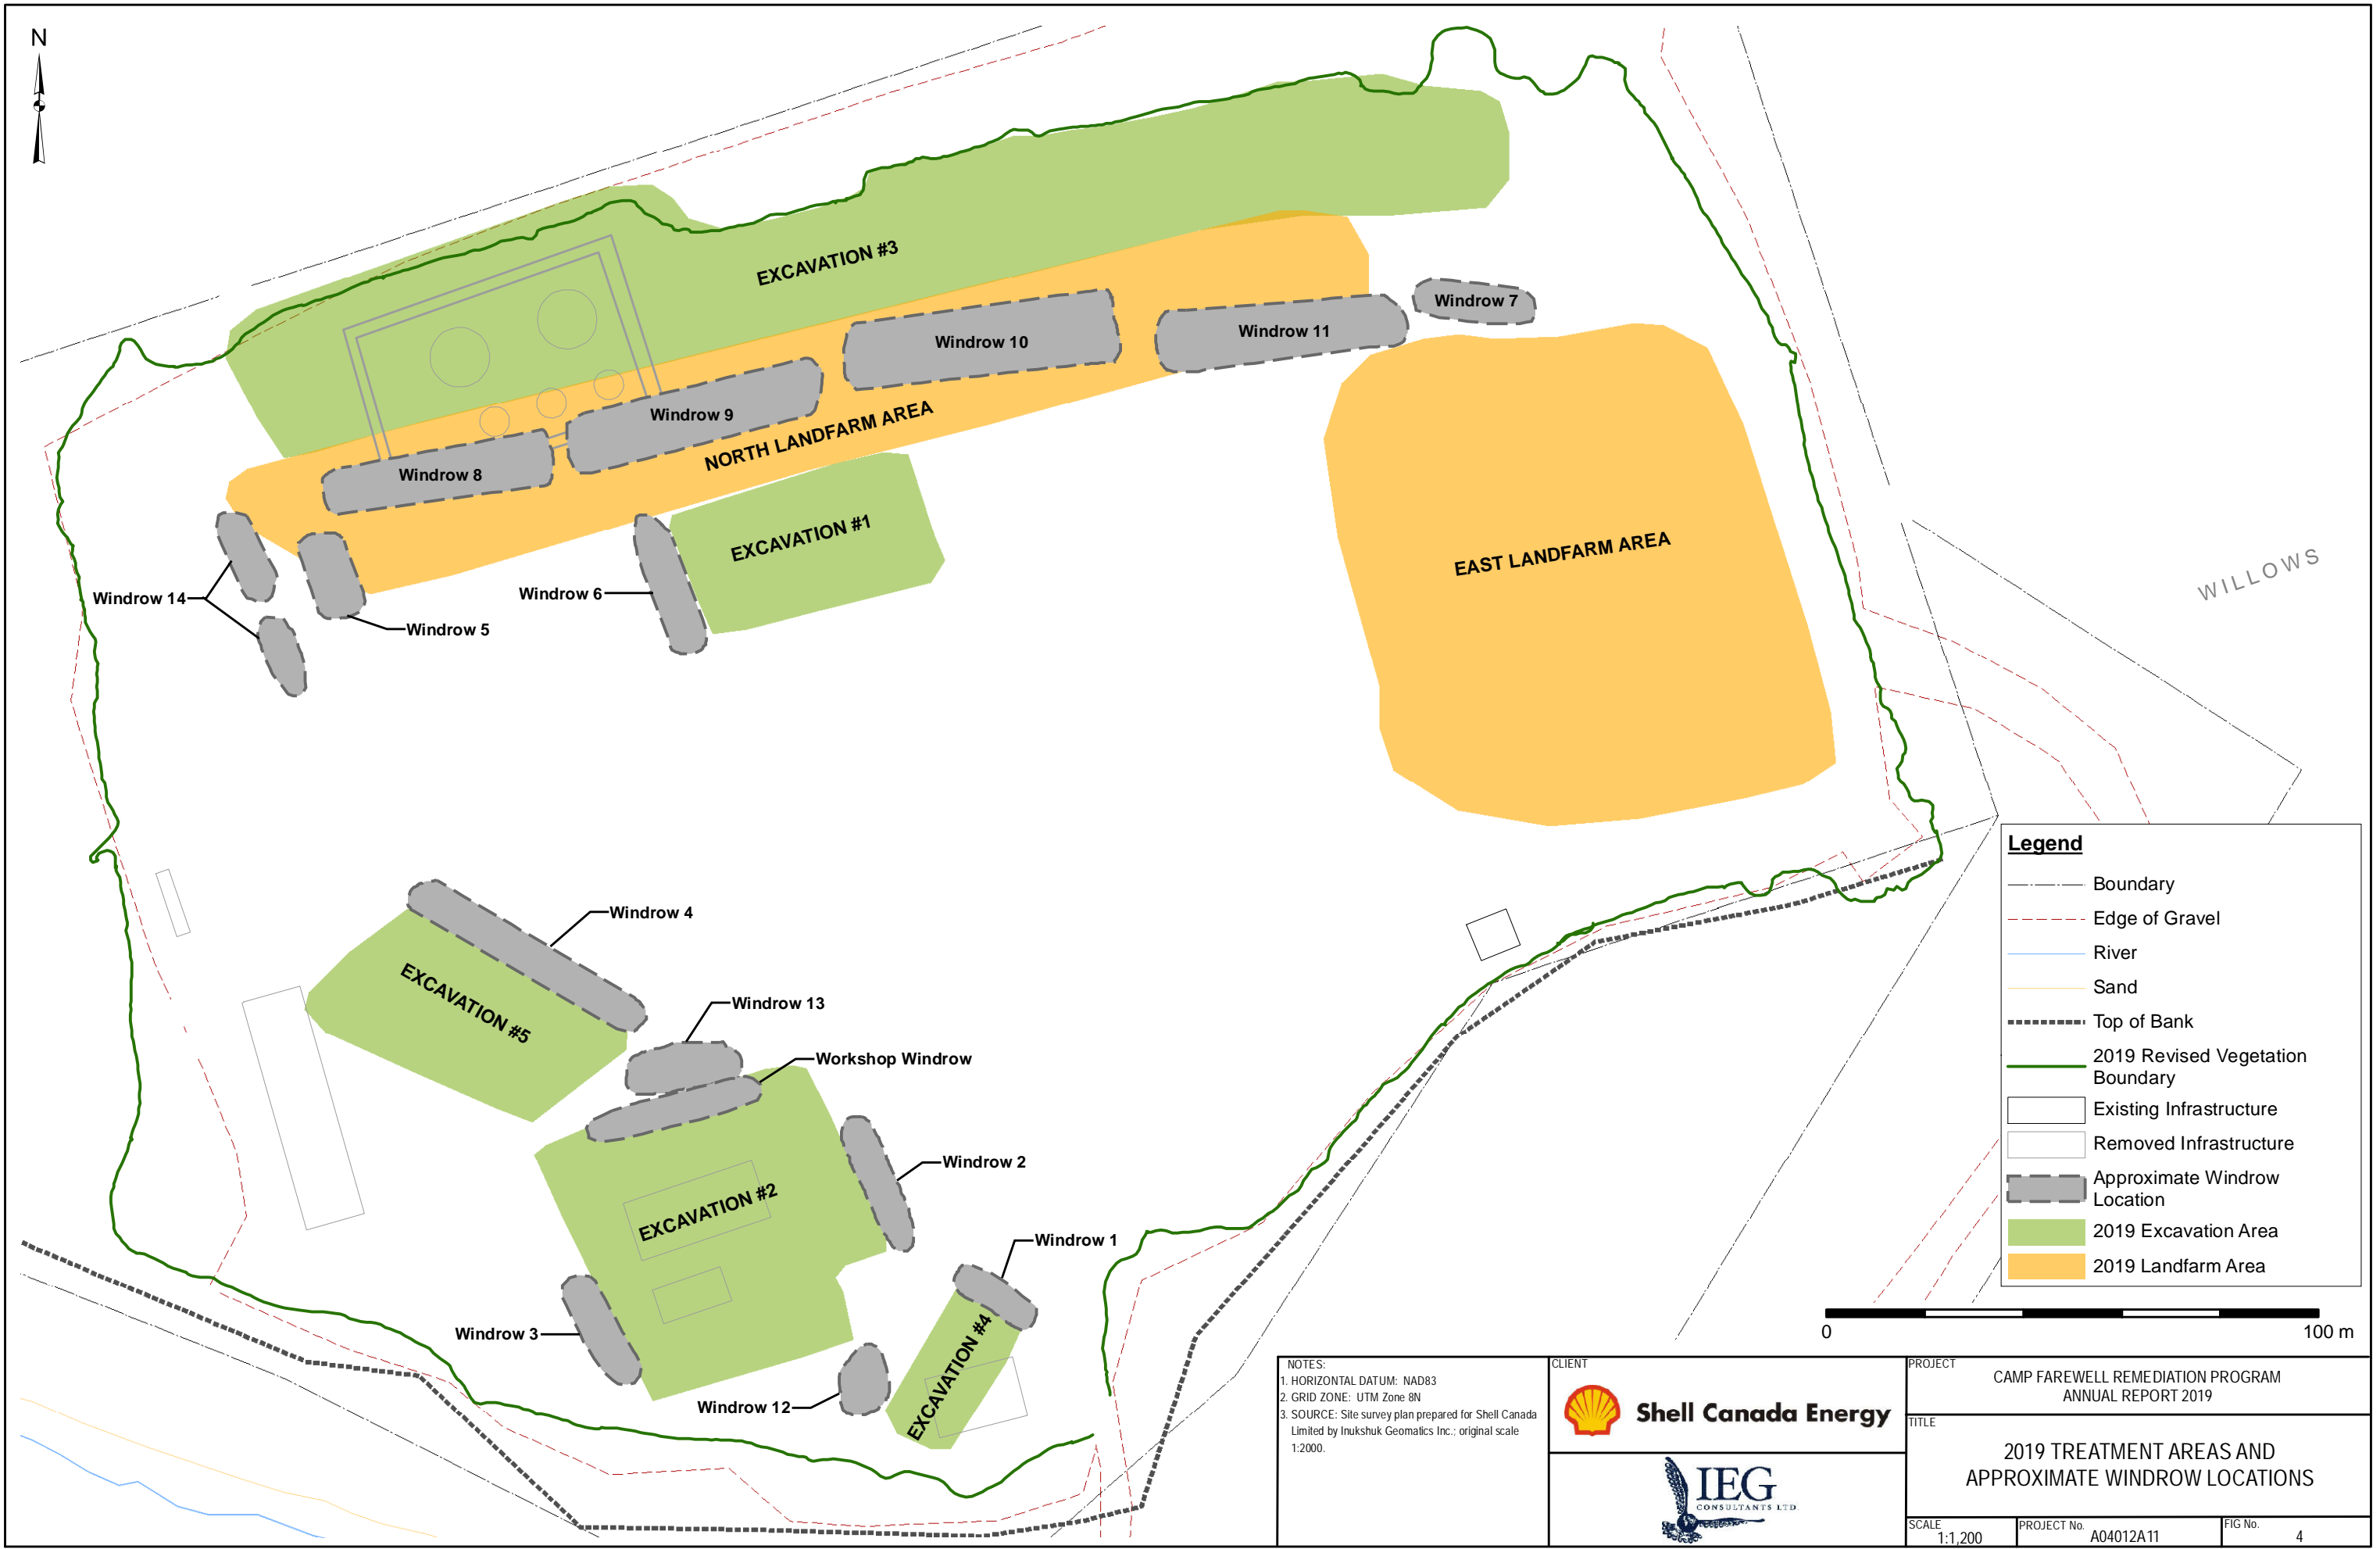 N
EXCAVATION #3
Windrow 7
Windrow 11
Windrow 10
Windrow 9
NORTH LANDFARM AREA
Windrow 8
EXCAVATION #1
EAST LANDFARM AREA
WILLOWS
Windrow 14
Windrow 6
Windrow 5
Windrow 4
EXCAVATION #5
Windrow 13
Workshop Windrow
Windrow 2
EXCAVATION #2
Windrow 1
Windrow 3
EXCAVATION #4
Windrow 12
Legend
Boundary
Edge of Gravel
River
Sand
Top of Bank
2019 Revised Vegetation
Boundary
Existing Infrastructure
Removed Infrastructure
Approximate Windrow
Location
2019 Excavation Area
2019 Landfarm Area
0 100 m
NOTES:
1. HORIZONTAL DATUM: NAD83
2. GRID ZONE: UTM Zone 8N
3. SOURCE: Site survey plan prepared for Shell Canada
Limited by Inukshuk Geomatics Inc.; original scale
1:2000.
CLIENT
Shell Canada Energy
IEG
CONSULTANTS LTD.
PROJECT
CAMP FAREWELL REMEDIATION PROGRAM
ANNUAL REPORT 2019
TITLE
2019 TREATMENT AREAS AND
APPROXIMATE WINDROW LOCATIONS
SCALE
1:1,200
PROJECT No.
A04012A11
FIG No.
4